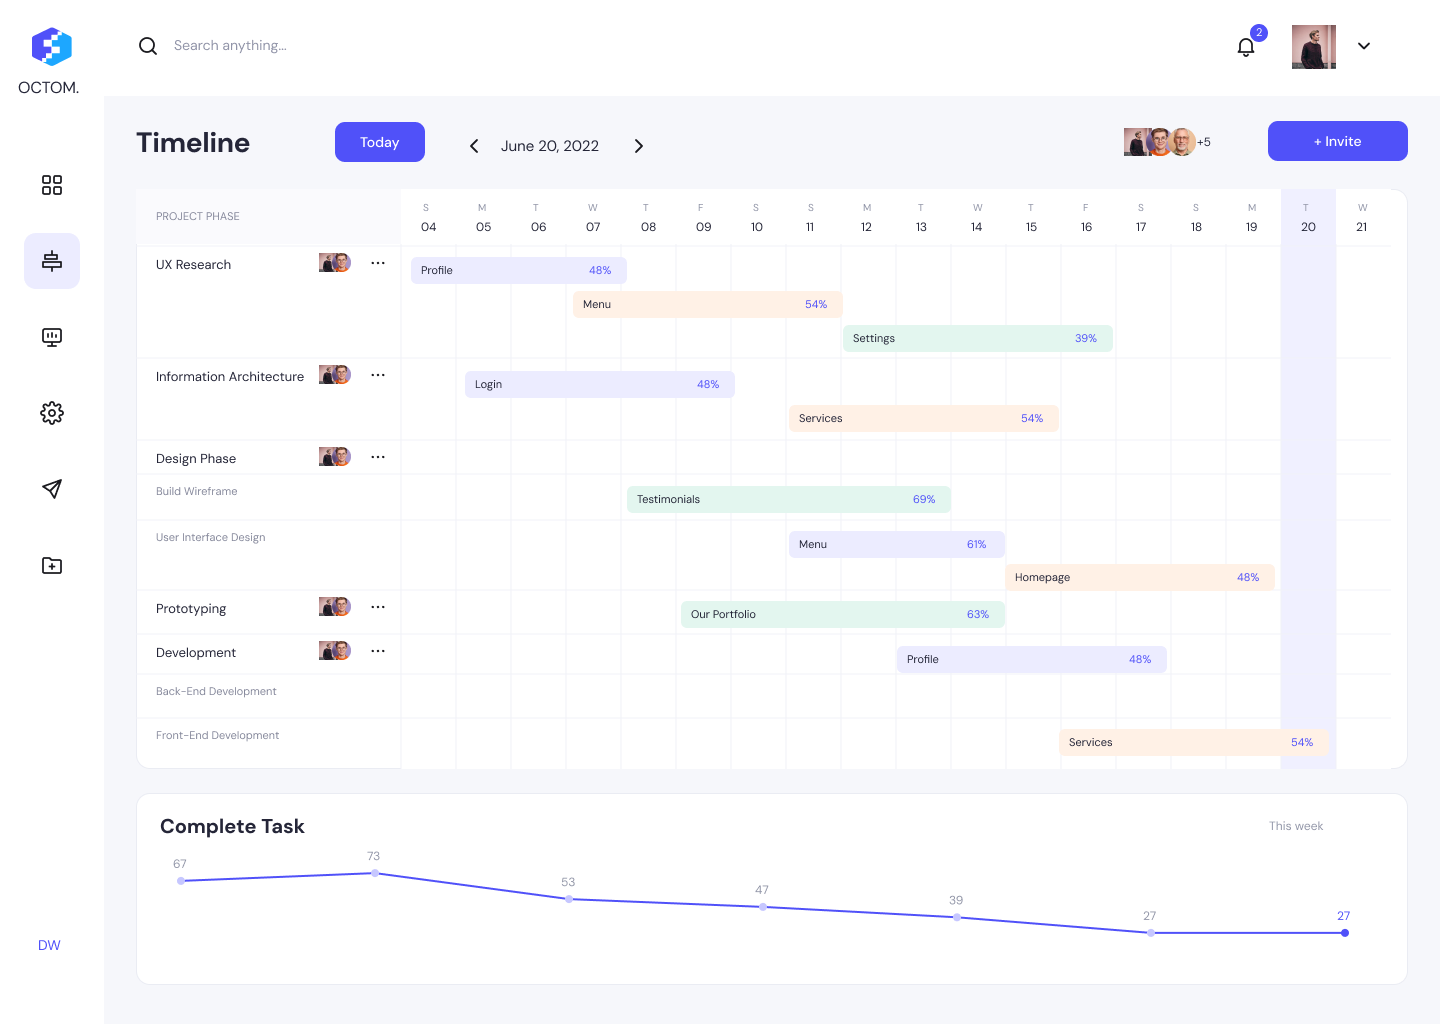 OCTOM.
Search anything...
2
Timeline
Today
June 20, 2022
+5
+ Invite
PROJECT PHASE
S M T W T F S S M T W T F S S M T W
04 05 06 07 08 09 10 11 12 13 14 15 16 17 18 19 20 21
UX Research
Profile 48%
Menu 54%
Settings 39%
Information Architecture
Login 48%
Services 54%
Design Phase
Build Wireframe
Testimonials 69%
User Interface Design
Menu 61%
Homepage 48%
Prototyping
Our Portfolio 63%
Development
Profile 48%
Back-End Development
Front-End Development
Services 54%
Complete Task
This week
67 73 53 47 39 27 27
DW